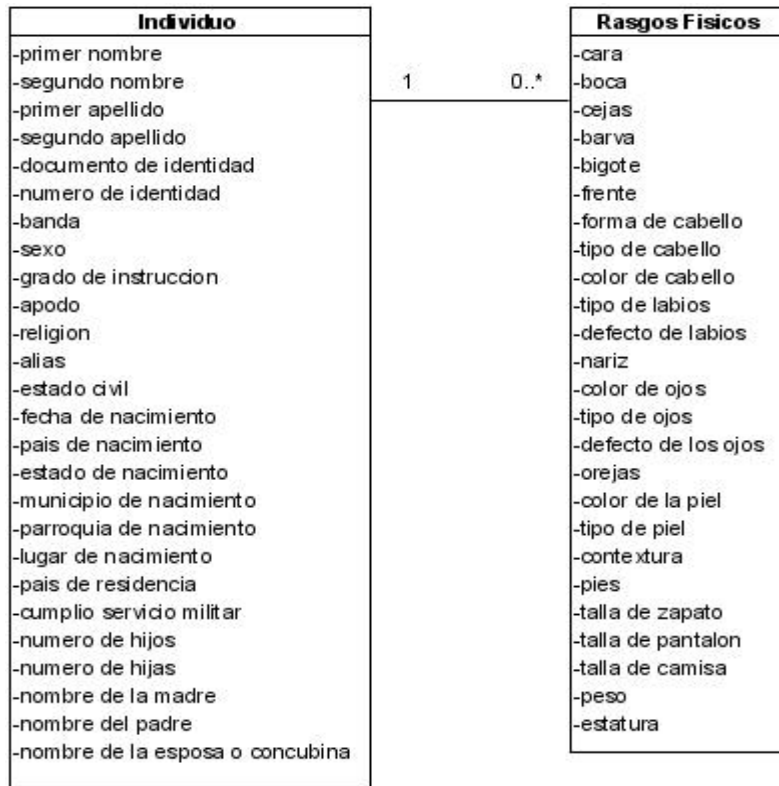 Individuo
-primer nombre
-segundo nombre
-primer apellido
-segundo apellido
-documento de identidad
-numero de identidad
-banda
-sexo
-grado de instruccion
-apodo
-religion
-alias
-estado civil
-fecha de nacimiento
-pais de nacimiento
-estado de nacimiento
-municipio de nacimiento
-parroquia de nacimiento
-lugar de nacimiento
-pais de residencia
-cumplio servicio militar
-numero de hijos
-numero de hijas
-nombre de la madre
-nombre del padre
-nombre de la esposa o concubina
1 0..*
Rasgos Fisicos
-cara
-boca
-cejas
-barva
-bigote
-frente
-forma de cabello
-tipo de cabello
-color de cabello
-tipo de labios
-defecto de labios
-nariz
-color de ojos
-tipo de ojos
-defecto de los ojos
-orejas
-color de la piel
-tipo de piel
-contextura
-pies
-talla de zapato
-talla de pantalon
-talla de camisa
-peso
-estatura